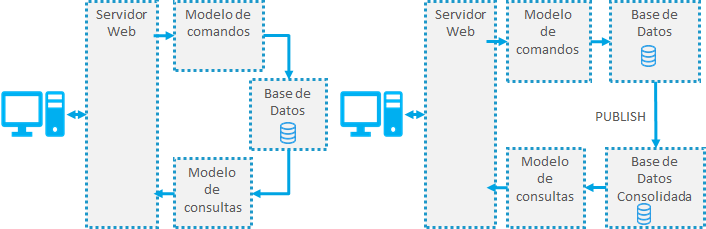 Servidor
Web
Modelo de
comandos
Base de
Datos
Modelo
de
consultas
Servidor
Web
Modelo
de
comandos
Base de
Datos
PUBLISH
Modelo
de
consultas
Base de
Datos
Consolidada